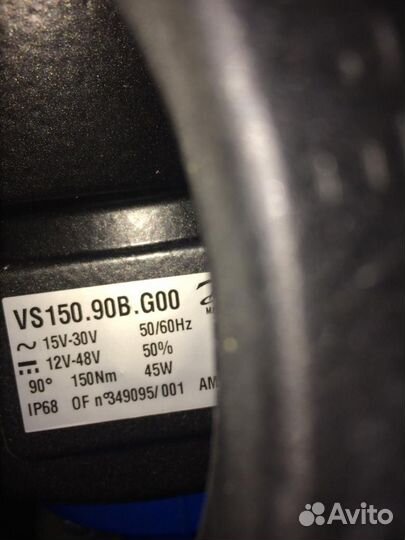 VS150.90B.G00
~ 15V-30V 50/60Hz
⎓ 12V-48V 50%
90° 150Nm 45W
IP68 OF n°349095/001 AM
Avito